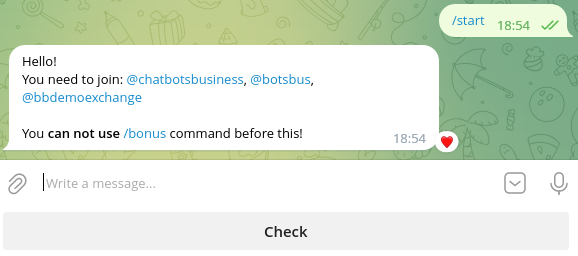 /start
18:54
Hello!
You need to join: @chatbotsbusiness, @botsbus,
@bbdemoexchange
You can not use /bonus command before this!
18:54
Write a message...
Check